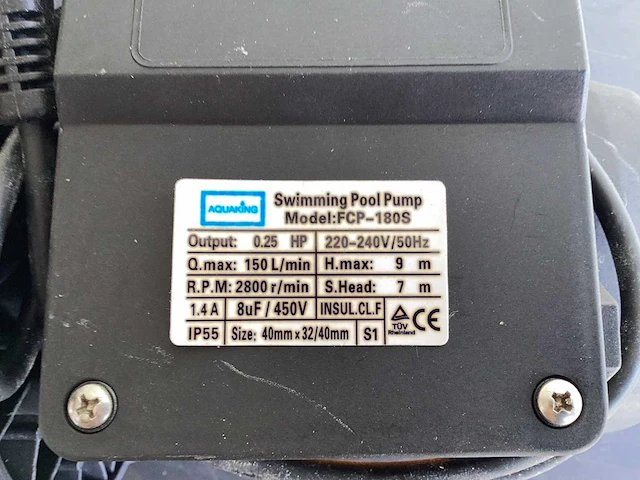 AQUAKING
Swimming Pool Pump
Model:FCP-180S
Output: 0.25 HP 220-240V/50Hz
Q.max: 150 L/min H.max: 9 m
R.P.M: 2800 r/min S.Head: 7 m
1.4 A 8uF / 450V INSUL.CL.F
IP55 Size: 40mm x 32/40mm S1 TÜV CE
Rheinland